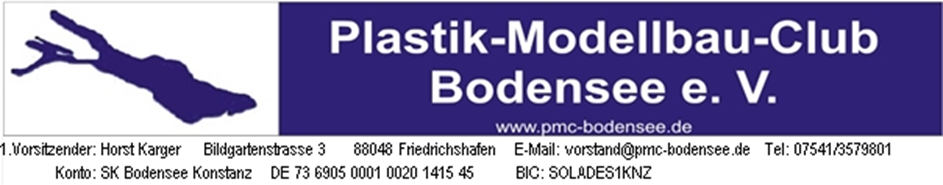 Plastik-Modellbau-Club
Bodensee e. V.
www.pmc-bodensee.de
1.Vorsitzender: Horst Karger Bildgartenstrasse 3 88048 Friedrichshafen E-Mail: vorstand@pmc-bodensee.de Tel: 07541/3579801
Konto: SK Bodensee Konstanz DE 73 6905 0001 0020 1415 45 BIC: SOLADES1KNZ